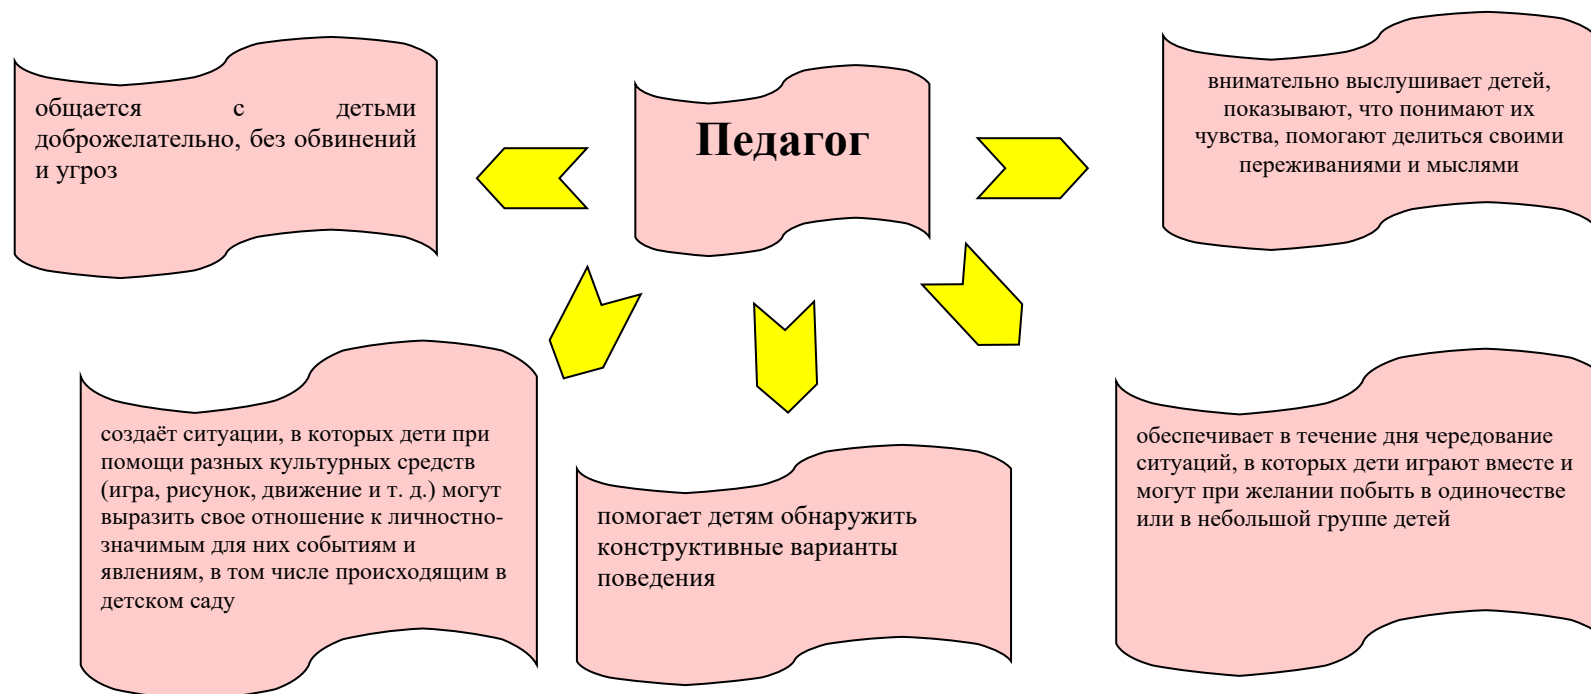 общается с детьми
доброжелательно, без обвинений
и угроз
Педагог
внимательно выслушивает детей,
показывают, что понимают их
чувства, помогают делиться своими
переживаниями и мыслями
создаёт ситуации, в которых дети при
помощи разных культурных средств
(игра, рисунок, движение и т. д.) могут
выразить свое отношение к личностно-
значимым для них событиям и
явлениям, в том числе происходящим в
детском саду
помогает детям обнаружить
конструктивные варианты
поведения
обеспечивает в течение дня чередование
ситуаций, в которых дети играют вместе и
могут при желании побыть в одиночестве
или в небольшой группе детей